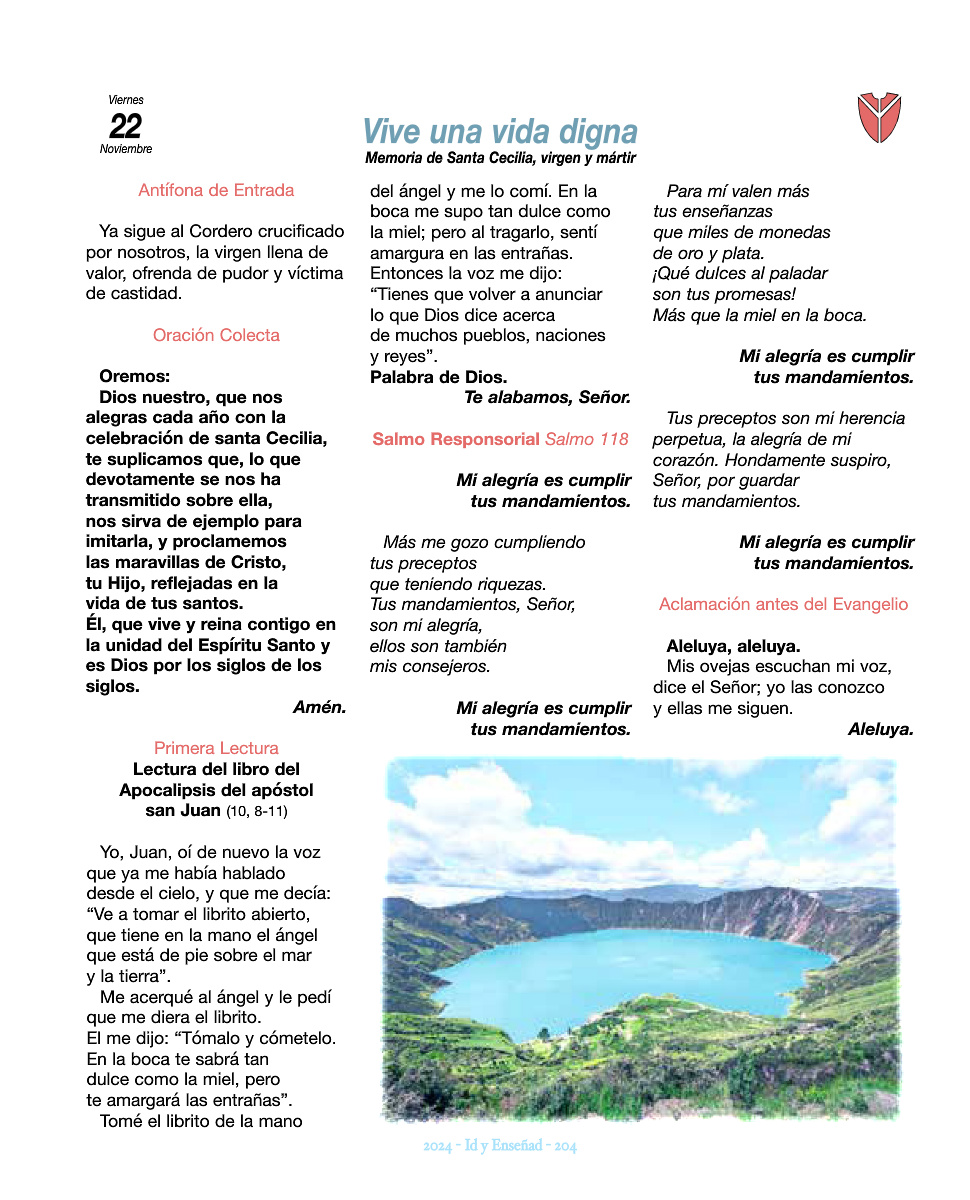 Viernes
22
Noviembre
Vive una vida digna
Memoria de Santa Cecilia, virgen y mártir
Antífona de Entrada
Ya sigue al Cordero crucificado
por nosotros, la virgen llena de
valor, ofrenda de pudor y víctima
de castidad.
Oración Colecta
Oremos:
Dios nuestro, que nos
alegras cada año con la
celebración de santa Cecilia,
te suplicamos que, lo que
devotamente se nos ha
transmitido sobre ella,
nos sirva de ejemplo para
imitarla, y proclamemos
las maravillas de Cristo,
tu Hijo, reflejadas en la
vida de tus santos.
Él, que vive y reina contigo en
la unidad del Espíritu Santo y
es Dios por los siglos de los
siglos.
Amén.
Primera Lectura
Lectura del libro del
Apocalipsis del apóstol
san Juan (10, 8-11)
Yo, Juan, oí de nuevo la voz
que ya me había hablado
desde el cielo, y que me decía:
“Ve a tomar el librito abierto,
que tiene en la mano el ángel
que está de pie sobre el mar
y la tierra”.
Me acerqué al ángel y le pedí
que me diera el librito.
El me dijo: “Tómalo y cómetelo.
En la boca te sabrá tan
dulce como la miel, pero
te amargará las entrañas”.
Tomé el librito de la mano
del ángel y me lo comí. En la
boca me supo tan dulce como
la miel; pero al tragarlo, sentí
amargura en las entrañas.
Entonces la voz me dijo:
“Tienes que volver a anunciar
lo que Dios dice acerca
de muchos pueblos, naciones
y reyes”.
Palabra de Dios.
Te alabamos, Señor.
Salmo Responsorial Salmo 118
Mi alegría es cumplir
tus mandamientos.
Más me gozo cumpliendo
tus preceptos
que teniendo riquezas.
Tus mandamientos, Señor,
son mi alegría,
ellos son también
mis consejeros.
Mi alegría es cumplir
tus mandamientos.
Para mí valen más
tus enseñanzas
que miles de monedas
de oro y plata.
¡Qué dulces al paladar
son tus promesas!
Más que la miel en la boca.
Mi alegría es cumplir
tus mandamientos.
Tus preceptos son mi herencia
perpetua, la alegría de mi
corazón. Hondamente suspiro,
Señor, por guardar
tus mandamientos.
Mi alegría es cumplir
tus mandamientos.
Aclamación antes del Evangelio
Aleluya, aleluya.
Mis ovejas escuchan mi voz,
dice el Señor; yo las conozco
y ellas me siguen.
Aleluya.
2024 - Id y Enseñad - 204